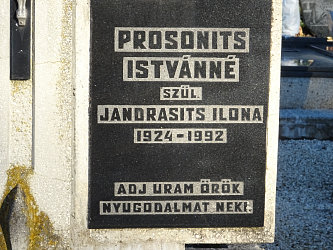 PROSONITS
ISTVÁNNÉ
SZÜL.
JANDRASITS ILONA
1924-1992
ADJ URAM ÖRÖK
NYUGODALMAT NEKI.